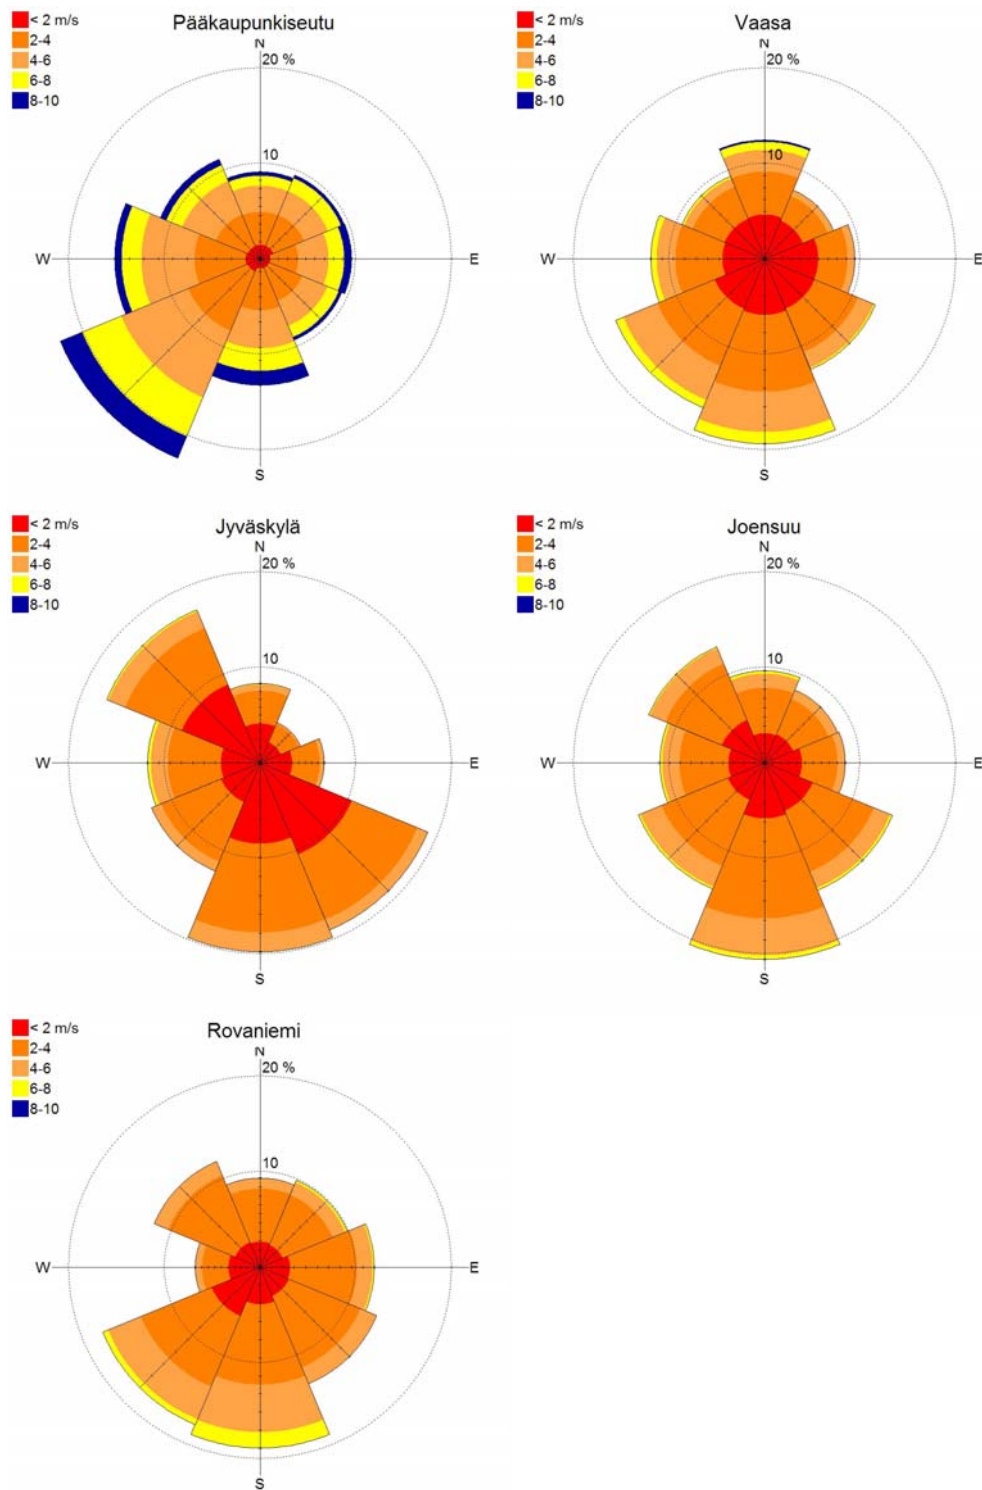 Pääkaupunkiseutu
< 2 m/s
2-4
4-6
6-8
8-10
N
20 %
10
W
E
S
Vaasa
< 2 m/s
2-4
4-6
6-8
8-10
N
20 %
10
W
E
S
Jyväskylä
< 2 m/s
2-4
4-6
6-8
8-10
N
20 %
10
W
E
S
Joensuu
< 2 m/s
2-4
4-6
6-8
8-10
N
20 %
10
W
E
S
Rovaniemi
< 2 m/s
2-4
4-6
6-8
8-10
N
20 %
10
W
E
S